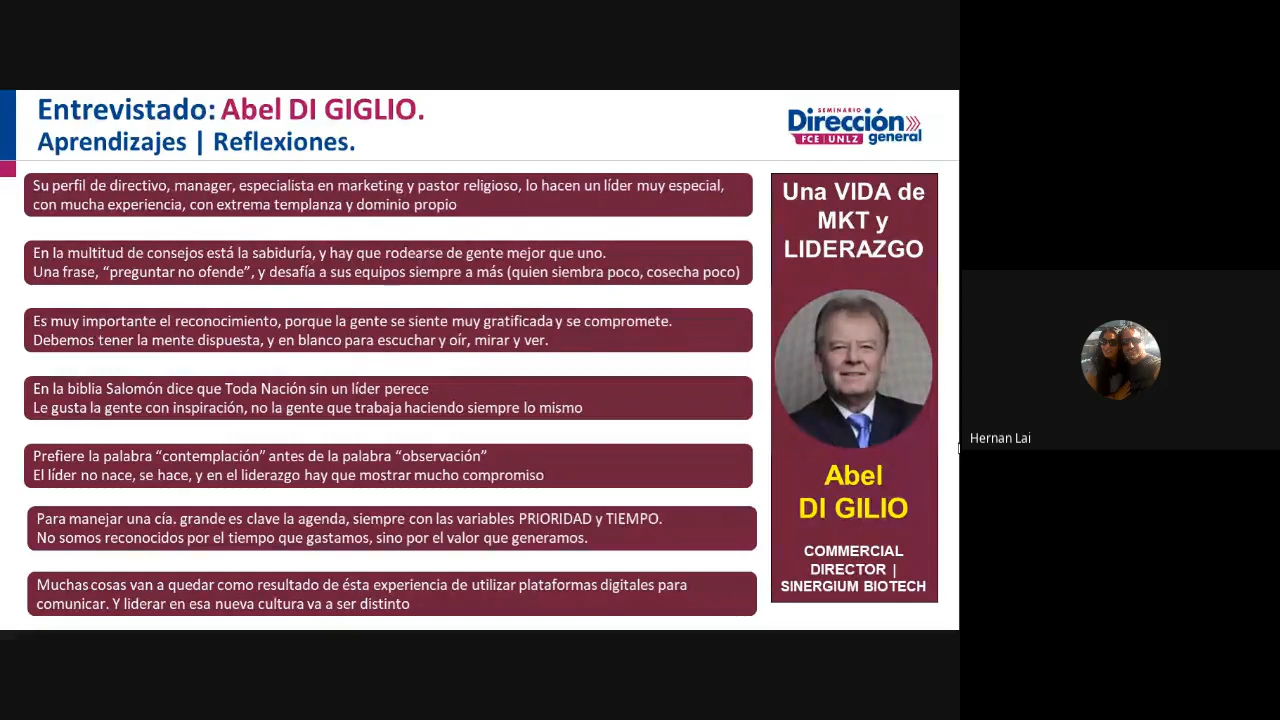 Entrevistado: Abel DI GIGLIO.
Aprendizajes | Reflexiones.
SEMINARIO
Dirección
FCE | UNLZ general
Su perfil de directivo, manager, especialista en marketing y pastor religioso, lo hacen un líder muy especial,
con mucha experiencia, con extrema templanza y dominio propio
En la multitud de consejos está la sabiduría, y hay que rodearse de gente mejor que uno.
Una frase, “preguntar no ofende”, y desafía a sus equipos siempre a más (quien siembra poco, cosecha poco)
Es muy importante el reconocimiento, porque la gente se siente muy gratificada y se compromete.
Debemos tener la mente dispuesta, y en blanco para escuchar y oír, mirar y ver.
En la biblia Salomón dice que Toda Nación sin un líder perece
Le gusta la gente con inspiración, no la gente que trabaja haciendo siempre lo mismo
Prefiere la palabra “contemplación” antes de la palabra “observación”
El líder no nace, se hace, y en el liderazgo hay que mostrar mucho compromiso
Para manejar una cía. grande es clave la agenda, siempre con las variables PRIORIDAD y TIEMPO.
No somos reconocidos por el tiempo que gastamos, sino por el valor que generamos.
Muchas cosas van a quedar como resultado de ésta experiencia de utilizar plataformas digitales para
comunicar. Y liderar en esa nueva cultura va a ser distinto
Una VIDA de
MKT y
LIDERAZGO
Abel
DI GILIO
COMMERCIAL
DIRECTOR |
SINERGIUM BIOTECH
Hernan Lai